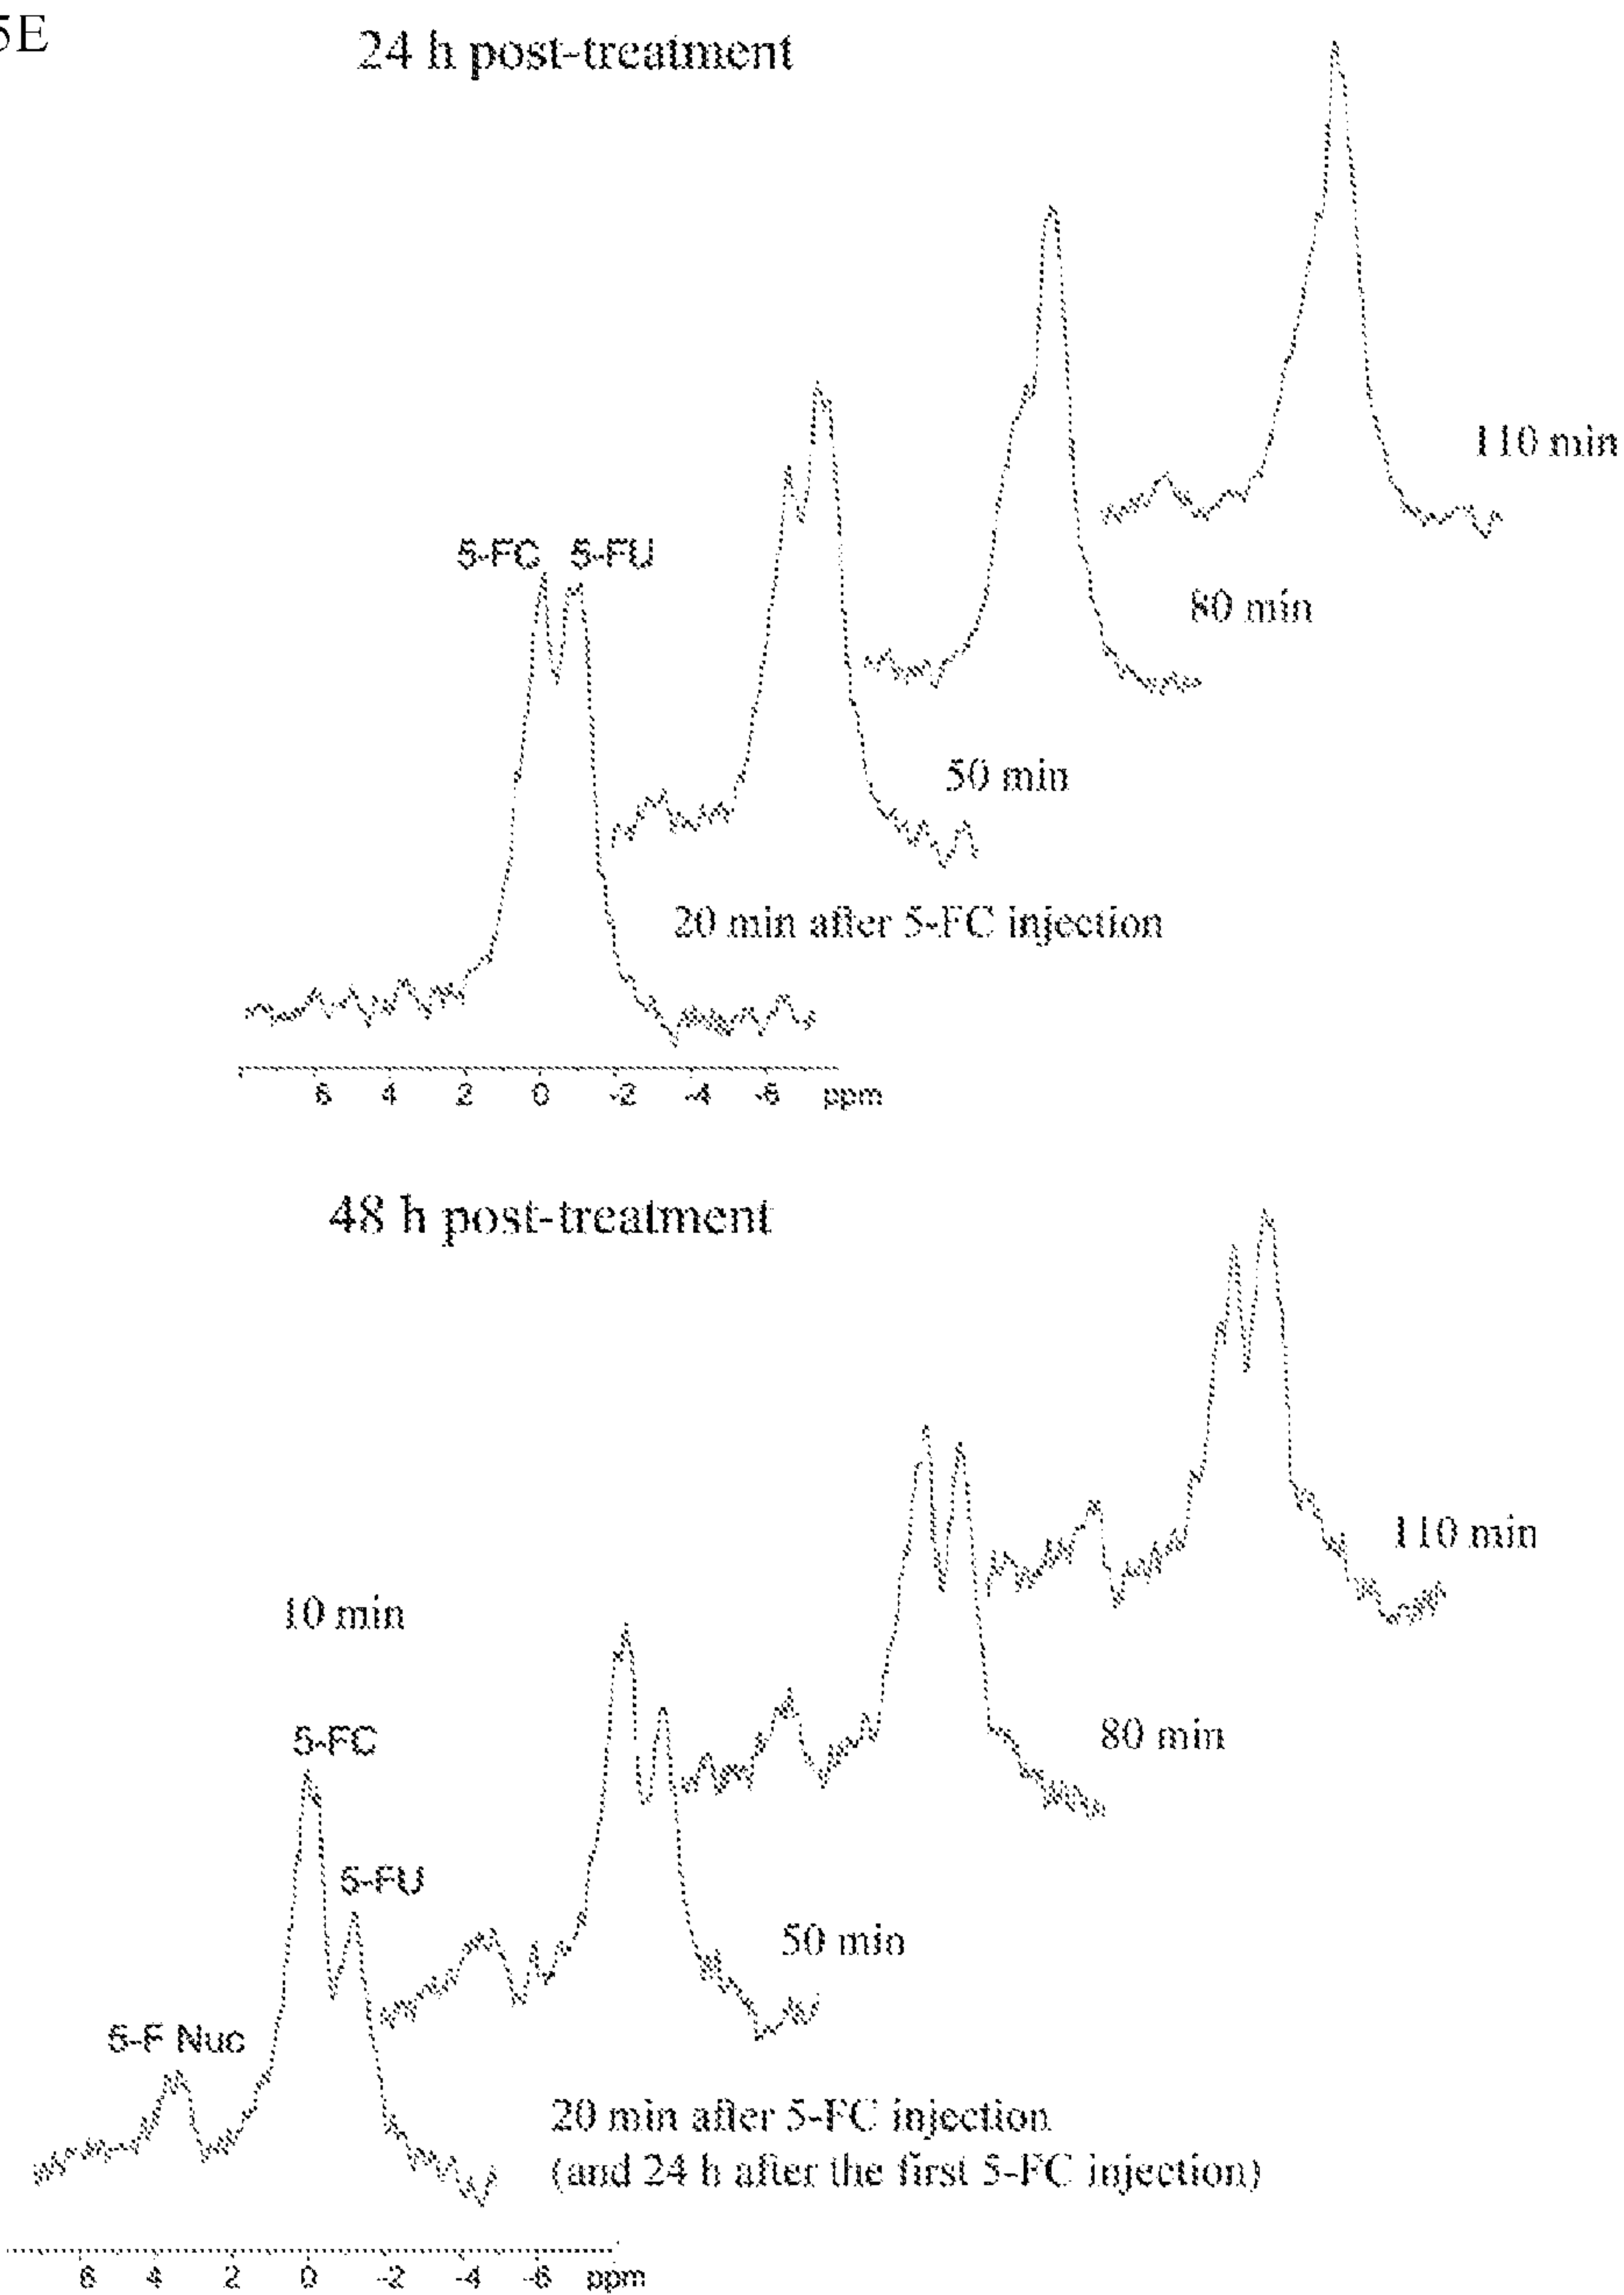 5E
24 h post-treatment
110 min
5-FC 5-FU
80 min
50 min
20 min after 5-FC injection
6 4 2 0 -2 -4 -6 ppm
48 h post-treatment
110 min
10 min
80 min
5-FC
5-FU
50 min
5-F Nuc
20 min after 5-FC injection
(and 24 h after the first 5-FC injection)
6 4 2 0 -2 -4 -6 ppm